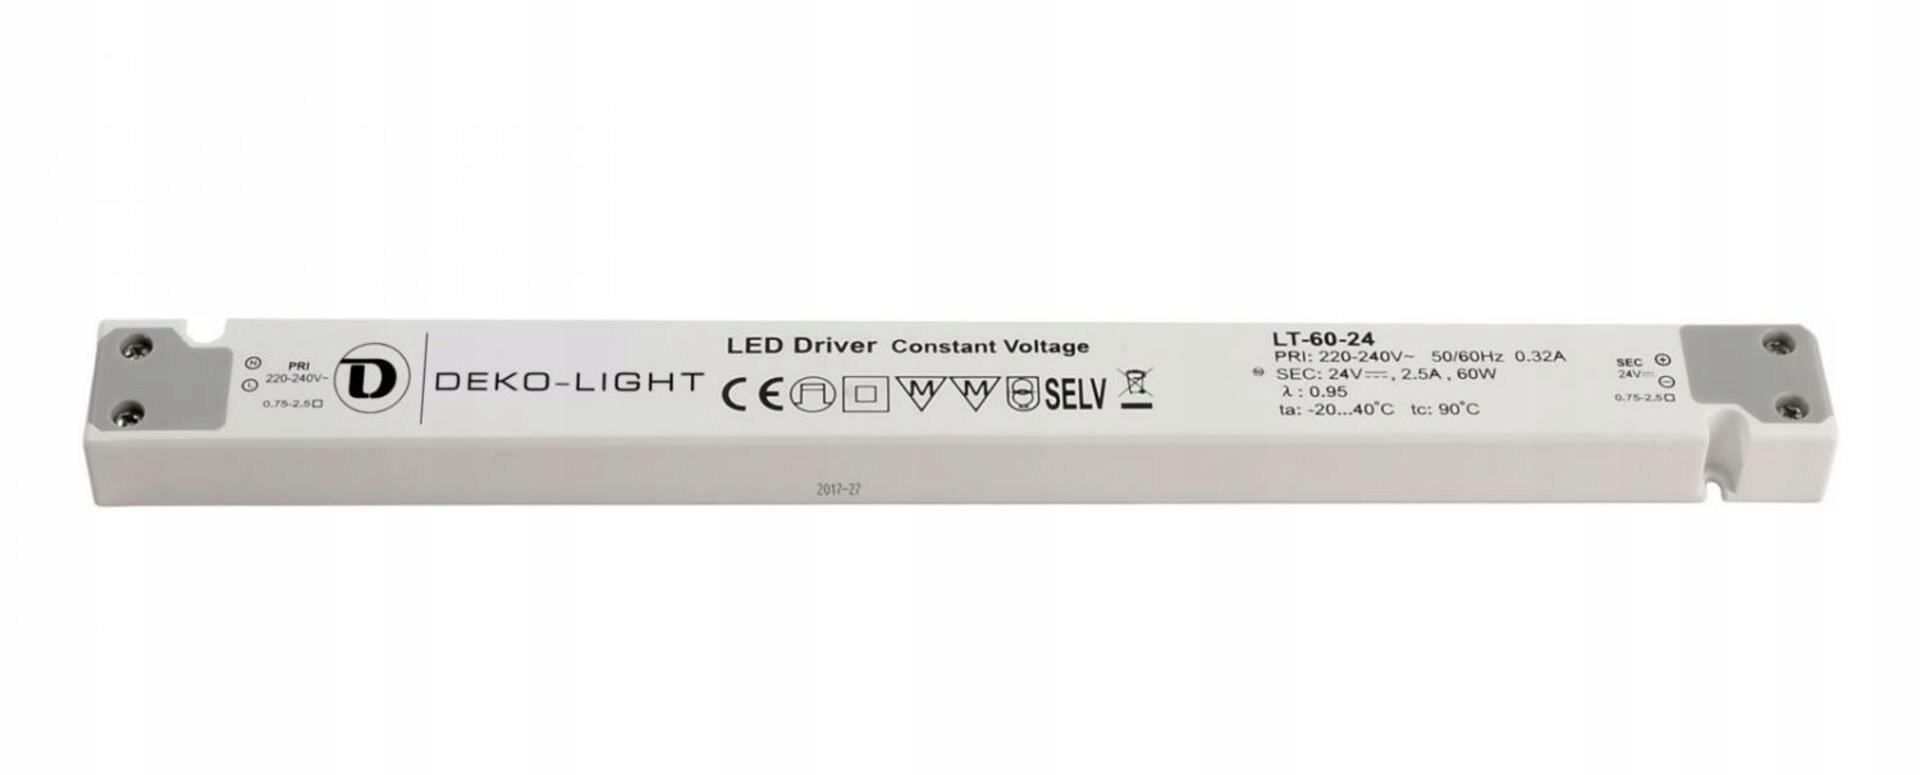 N PRI
L 220-240V~
0.75-2.5□
D
DEKO-LIGHT
LED Driver Constant Voltage
CE M M SELV
LT-60-24
PRI: 220-240V~ 50/60Hz 0.32A
SEC: 24V⎓, 2.5A, 60W
λ : 0.95
ta: -20...40°C tc: 90°C
SEC +
24V⎓ -
0.75-2.5□
2017-27